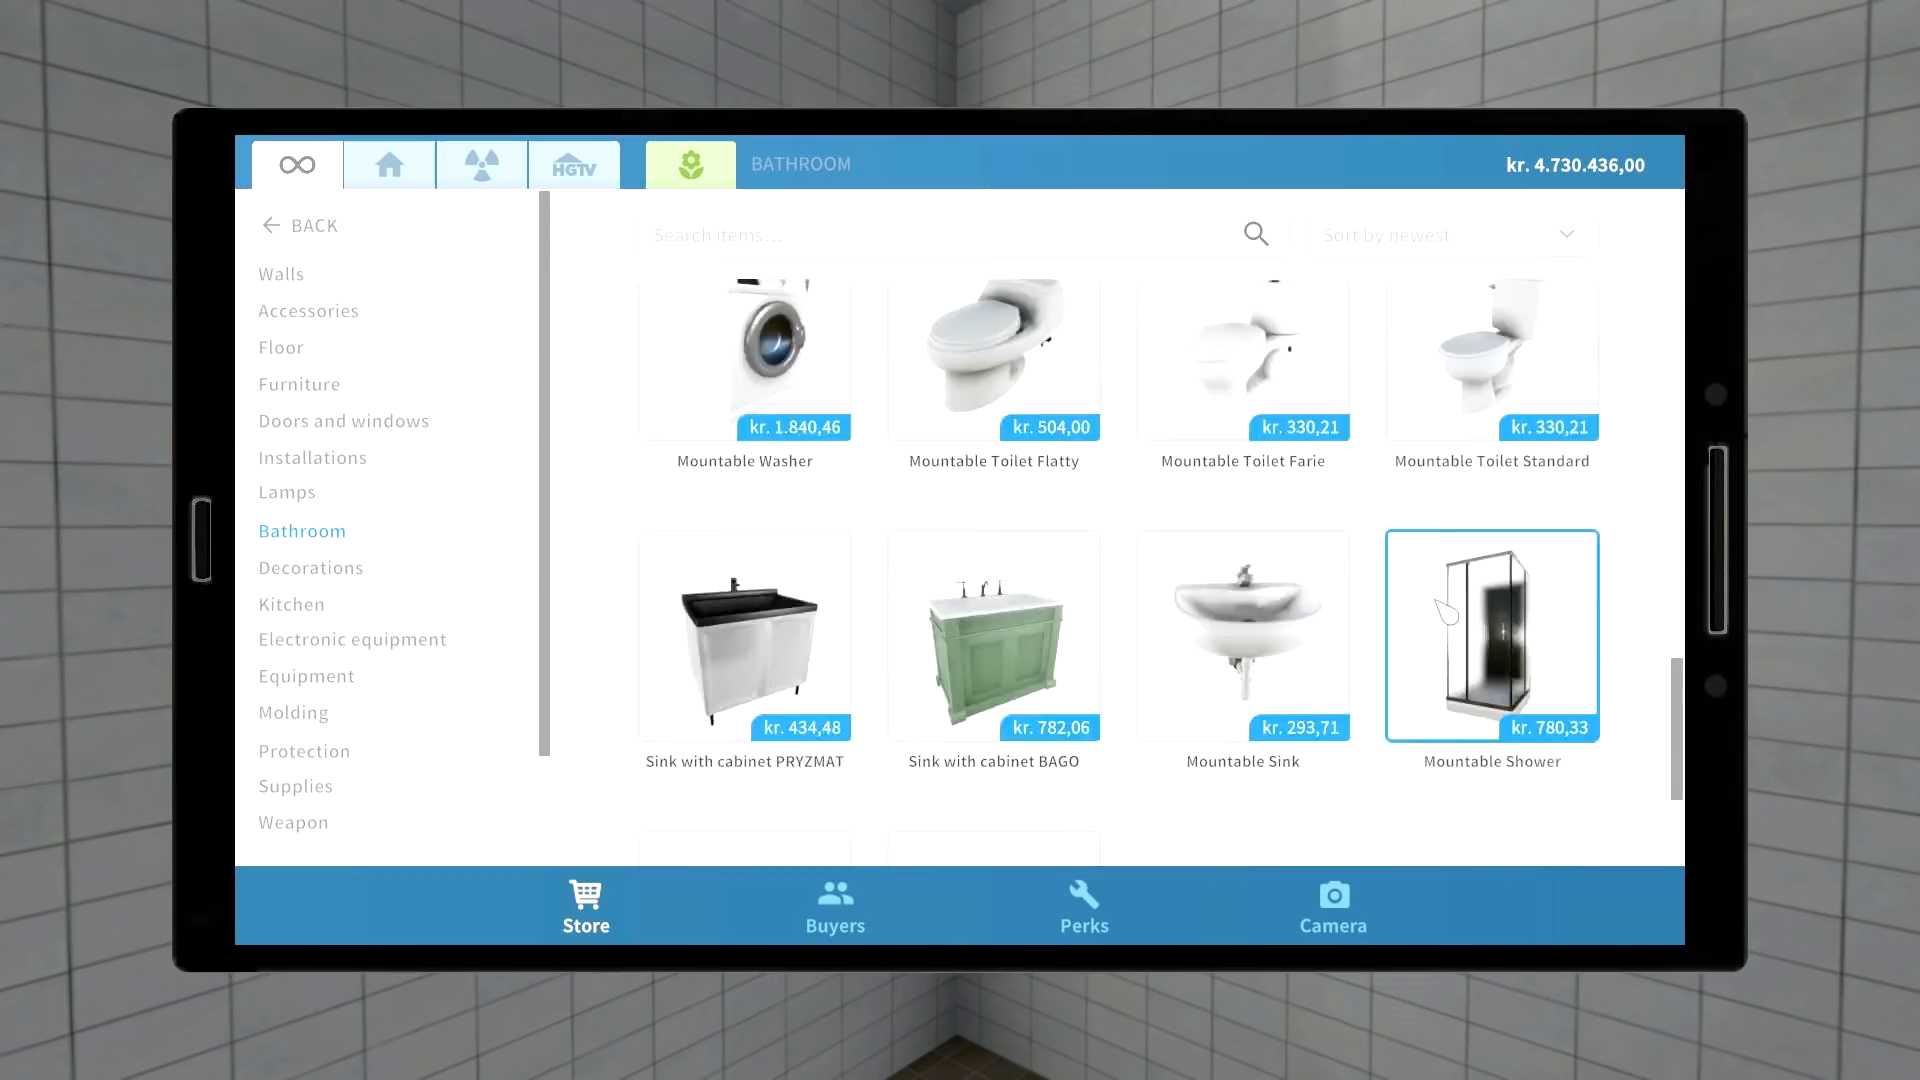 HGTV
BATHROOM
kr. 4.730.436,00
BACK
Search items...
Sort by newest
Walls
Accessories
Floor
Furniture
Doors and windows
Installations
Lamps
Bathroom
Decorations
Kitchen
Electronic equipment
Equipment
Molding
Protection
Supplies
Weapon
kr. 1.840,46
kr. 504,00
kr. 330,21
kr. 330,21
Mountable Washer
Mountable Toilet Flatty
Mountable Toilet Farie
Mountable Toilet Standard
kr. 434,48
kr. 782,06
kr. 293,71
kr. 780,33
Sink with cabinet PRYZMAT
Sink with cabinet BAGO
Mountable Sink
Mountable Shower
Store
Buyers
Perks
Camera